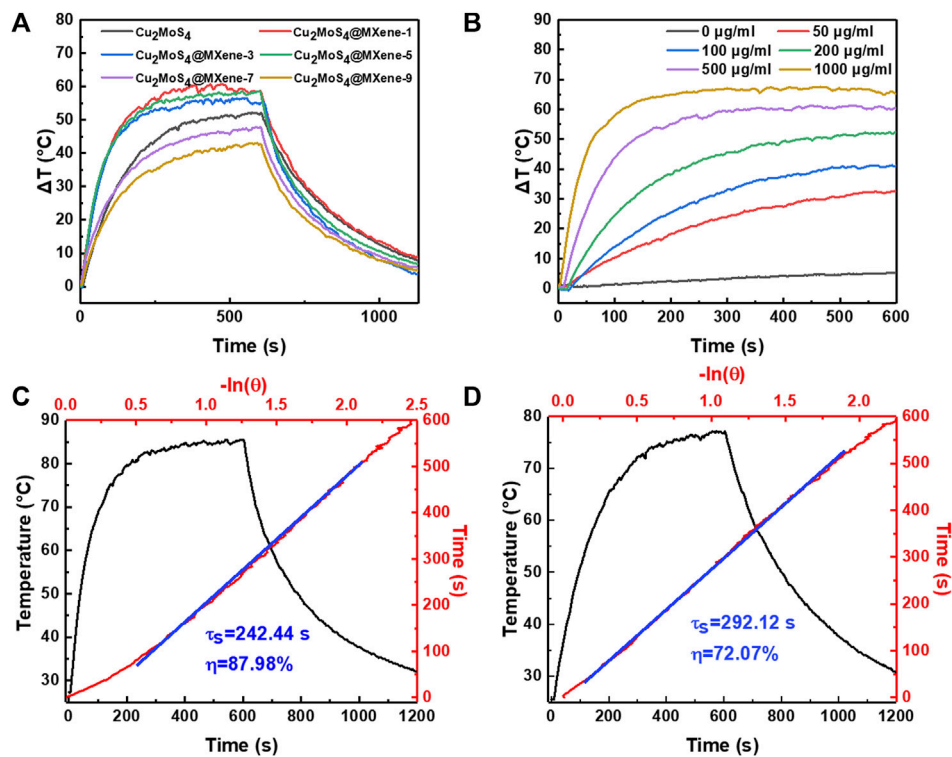 A
Cu₂MoS₄ Cu₂MoS₄@MXene-1
Cu₂MoS₄@MXene-3 Cu₂MoS₄@MXene-5
Cu₂MoS₄@MXene-7 Cu₂MoS₄@MXene-9
ΔT (°C)
80
70
60
50
40
30
20
10
0
0 500 1000
Time (s)
B
0 µg/ml 50 µg/ml
100 µg/ml 200 µg/ml
500 µg/ml 1000 µg/ml
ΔT (°C)
90
80
70
60
50
40
30
20
10
0
0 100 200 300 400 500 600
Time (s)
C
-ln(θ)
0.0 0.5 1.0 1.5 2.0 2.5
Temperature (°C)
90
80
70
60
50
40
30
600
500
400
300
200
100
0
Time (s)
τs=242.44 s
η=87.98%
0 200 400 600 800 1000 1200
Time (s)
D
-ln(θ)
0.0 0.5 1.0 1.5 2.0
Temperature (°C)
80
70
60
50
40
30
600
500
400
300
200
100
0
Time (s)
τs=292.12 s
η=72.07%
0 200 400 600 800 1000 1200
Time (s)